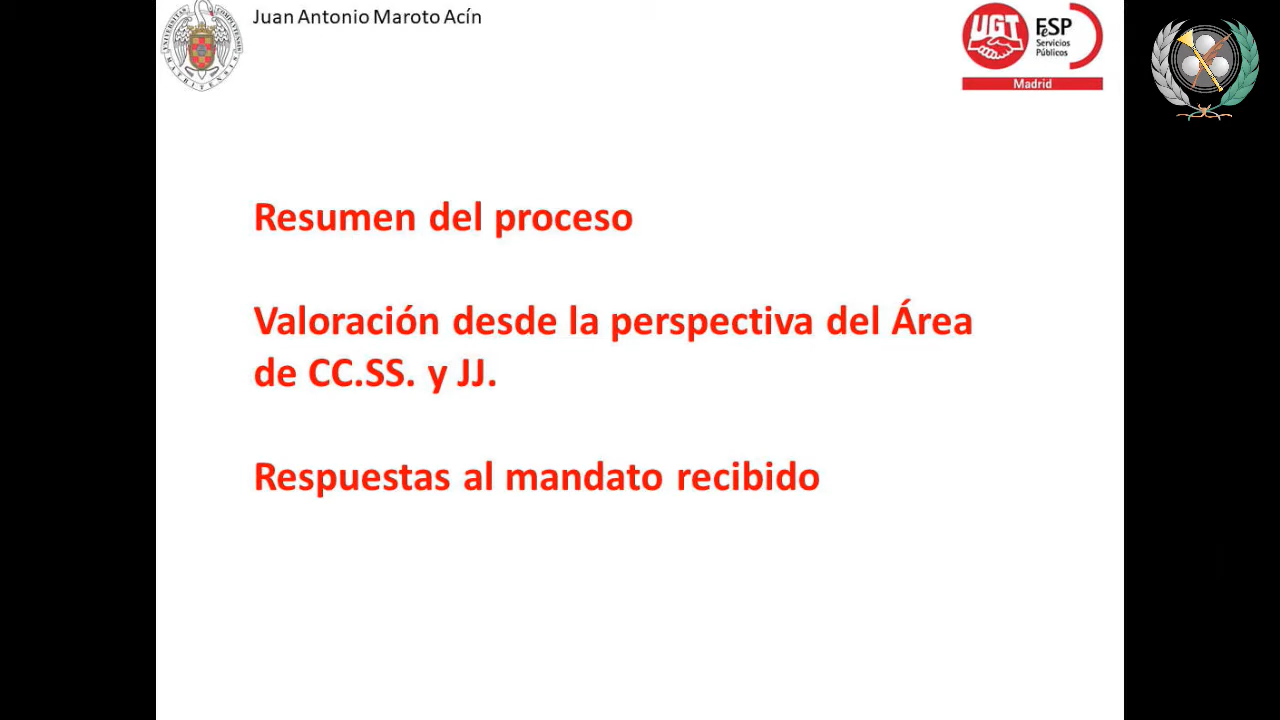 Juan Antonio Maroto Acín
UGT
FeSP
Servicios
Públicos
Madrid
Resumen del proceso
Valoración desde la perspectiva del Área
de CC.SS. y JJ.
Respuestas al mandato recibido